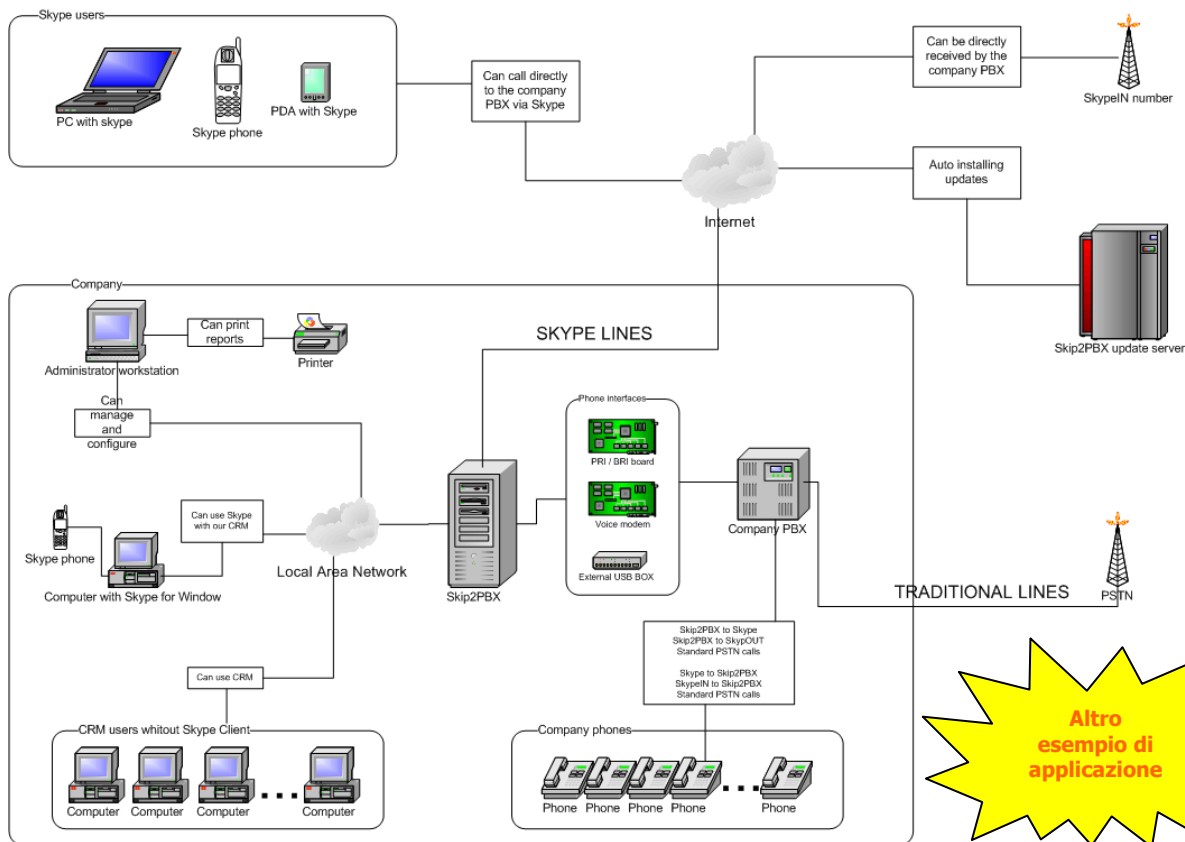 Skype users
PC with skype
Skype phone
PDA with Skype
Can call directly
to the company
PBX via Skype
Can be directly
received by the
company PBX
SkypeIN number
Internet
Auto installing
updates
Skip2PBX update server
Company
Administrator workstation
Can print
reports
Printer
Can
manage
and
configure
SKYPE LINES
Phone interfaces
PRI / BRI board
Voice modem
External USB BOX
Company PBX
Can use Skype
with our CRM
Skype phone
Computer with Skype for Window
Local Area Network
Skip2PBX
TRADITIONAL LINES
PSTN
Skip2PBX to Skype
Skip2PBX to SkypOUT
Standard PSTN calls
Skype to Skip2PBX
SkypeIN to Skip2PBX
Standard PSTN calls
Can use CRM
CRM users whitout Skype Client
Computer
Computer
Computer
Computer
Company phones
Phone
Phone
Phone
Phone
Phone
Altro
esempio di
applicazione